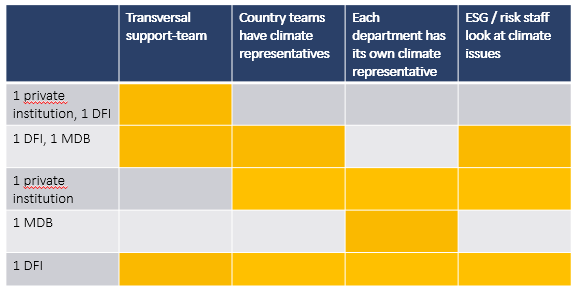 Transversal
support-team
Country teams
have climate
representatives
Each
department has
its own climate
representative
ESG / risk staff
look at climate
issues
1 private
institution, 1 DFI
1 DFI, 1 MDB
1 private
institution
1 MDB
1 DFI